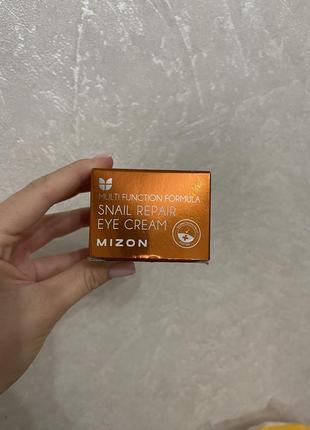 MULTI FUNCTION FORMULA
SNAIL REPAIR
EYE CREAM
MIZON